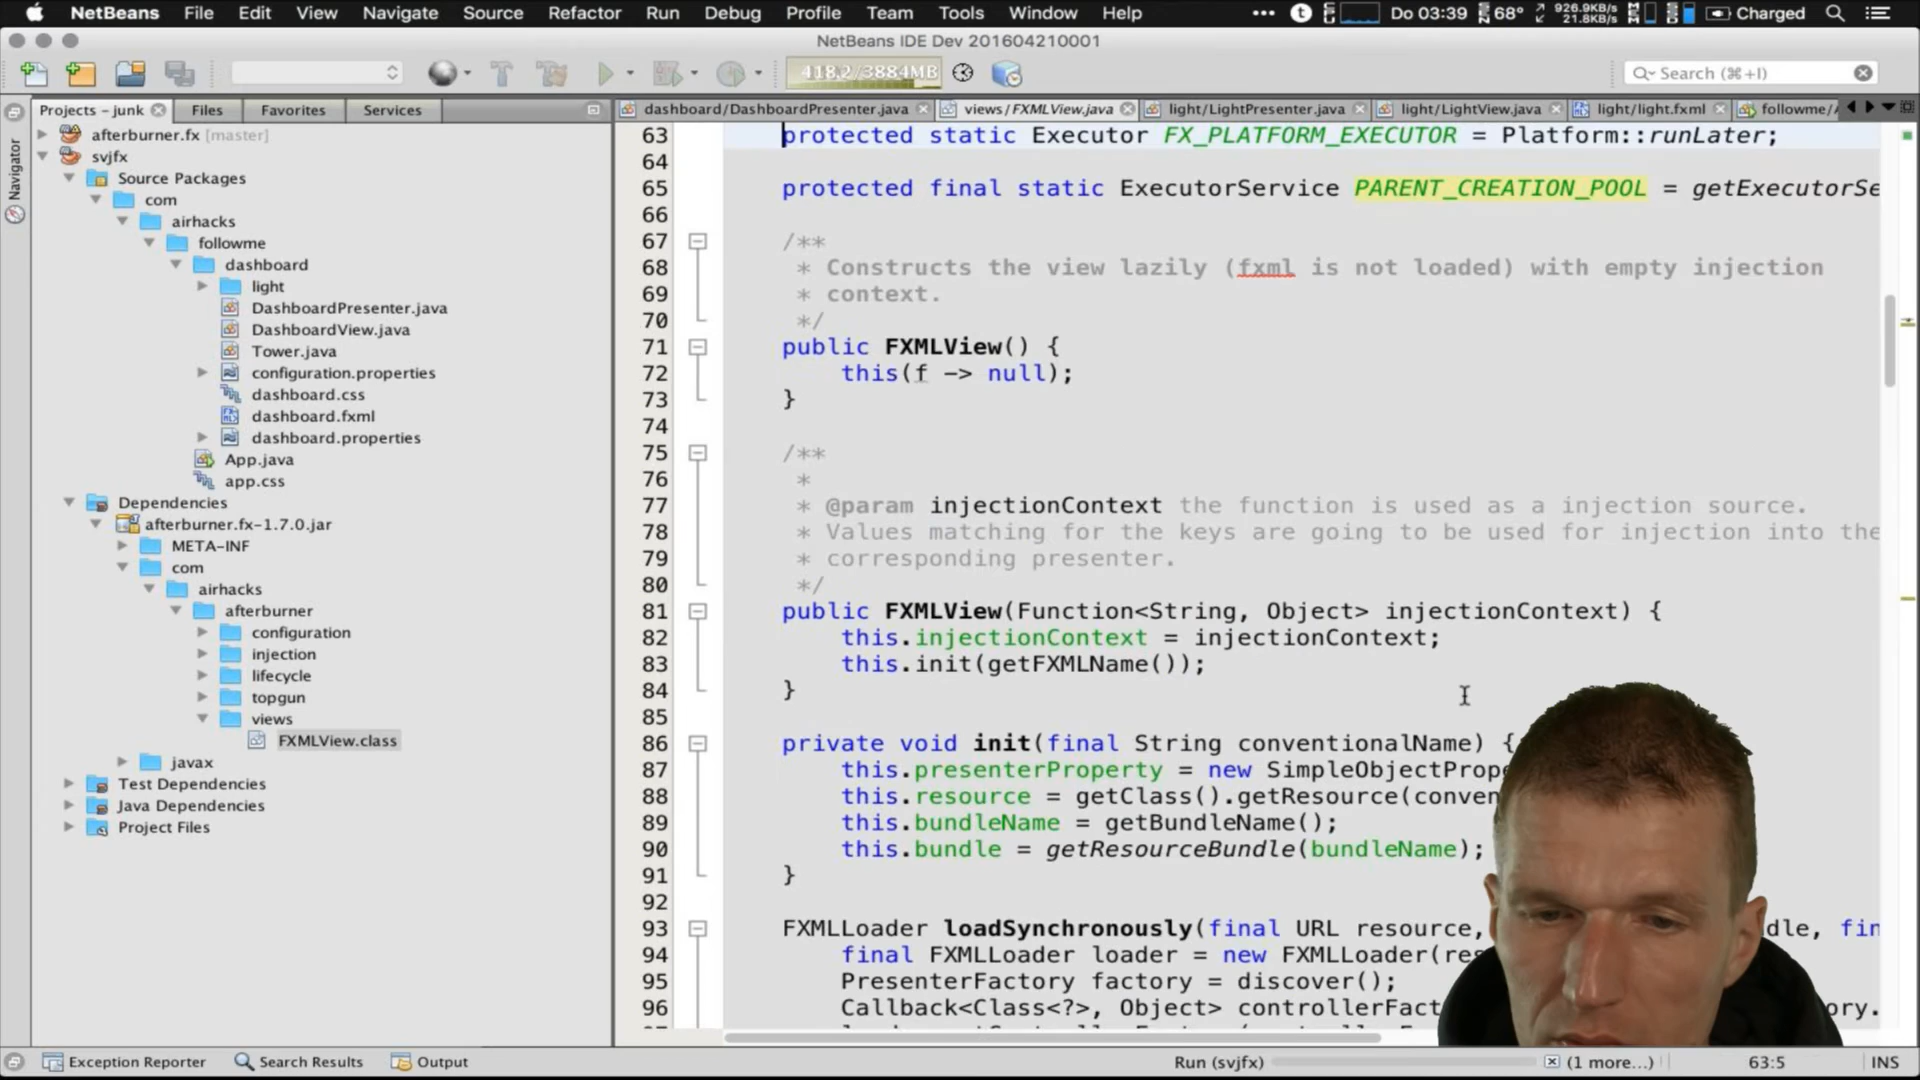 NetBeans File Edit View Navigate Source Refactor Run Debug Profile Team Tools Window Help ••• Do 03:39 68° 926.9KB/s 21.8KB/s Charged
NetBeans IDE Dev 201604210001
418.2/3884MB
Search (⌘+I)
Projects – junk Files Favorites Services
dashboard/DashboardPresenter.java views/FXMLView.java light/LightPresenter.java light/LightView.java light/light.fxml followme/
Navigator
afterburner.fx [master]
svjfx
Source Packages
com
airhacks
followme
dashboard
light
DashboardPresenter.java
DashboardView.java
Tower.java
configuration.properties
dashboard.css
dashboard.fxml
dashboard.properties
App.java
app.css
Dependencies
afterburner.fx-1.7.0.jar
META-INF
com
airhacks
afterburner
configuration
injection
lifecycle
topgun
views
FXMLView.class
javax
Test Dependencies
Java Dependencies
Project Files
63 protected static Executor FX_PLATFORM_EXECUTOR = Platform::runLater;
64
65 protected final static ExecutorService PARENT_CREATION_POOL = getExecutorSe
66
67 /**
68 * Constructs the view lazily (fxml is not loaded) with empty injection
69 * context.
70 */
71 public FXMLView() {
72 this(f -> null);
73 }
74
75 /**
76 *
77 * @param injectionContext the function is used as a injection source.
78 * Values matching for the keys are going to be used for injection into the
79 * corresponding presenter.
80 */
81 public FXMLView(Function<String, Object> injectionContext) {
82 this.injectionContext = injectionContext;
83 this.init(getFXMLName());
84 }
85
86 private void init(final String conventionalName) {
87 this.presenterProperty = new SimpleObjectPrope
88 this.resource = getClass().getResource(conven
89 this.bundleName = getBundleName();
90 this.bundle = getResourceBundle(bundleName);
91 }
92
93 FXMLLoader loadSynchronously(final URL resource, dle, fin
94 final FXMLLoader loader = new FXMLLoader(res
95 PresenterFactory factory = discover();
96 Callback<Class<?>, Object> controllerFact ory.
Exception Reporter Search Results Output Run (svjfx) (1 more...) 63:5 INS